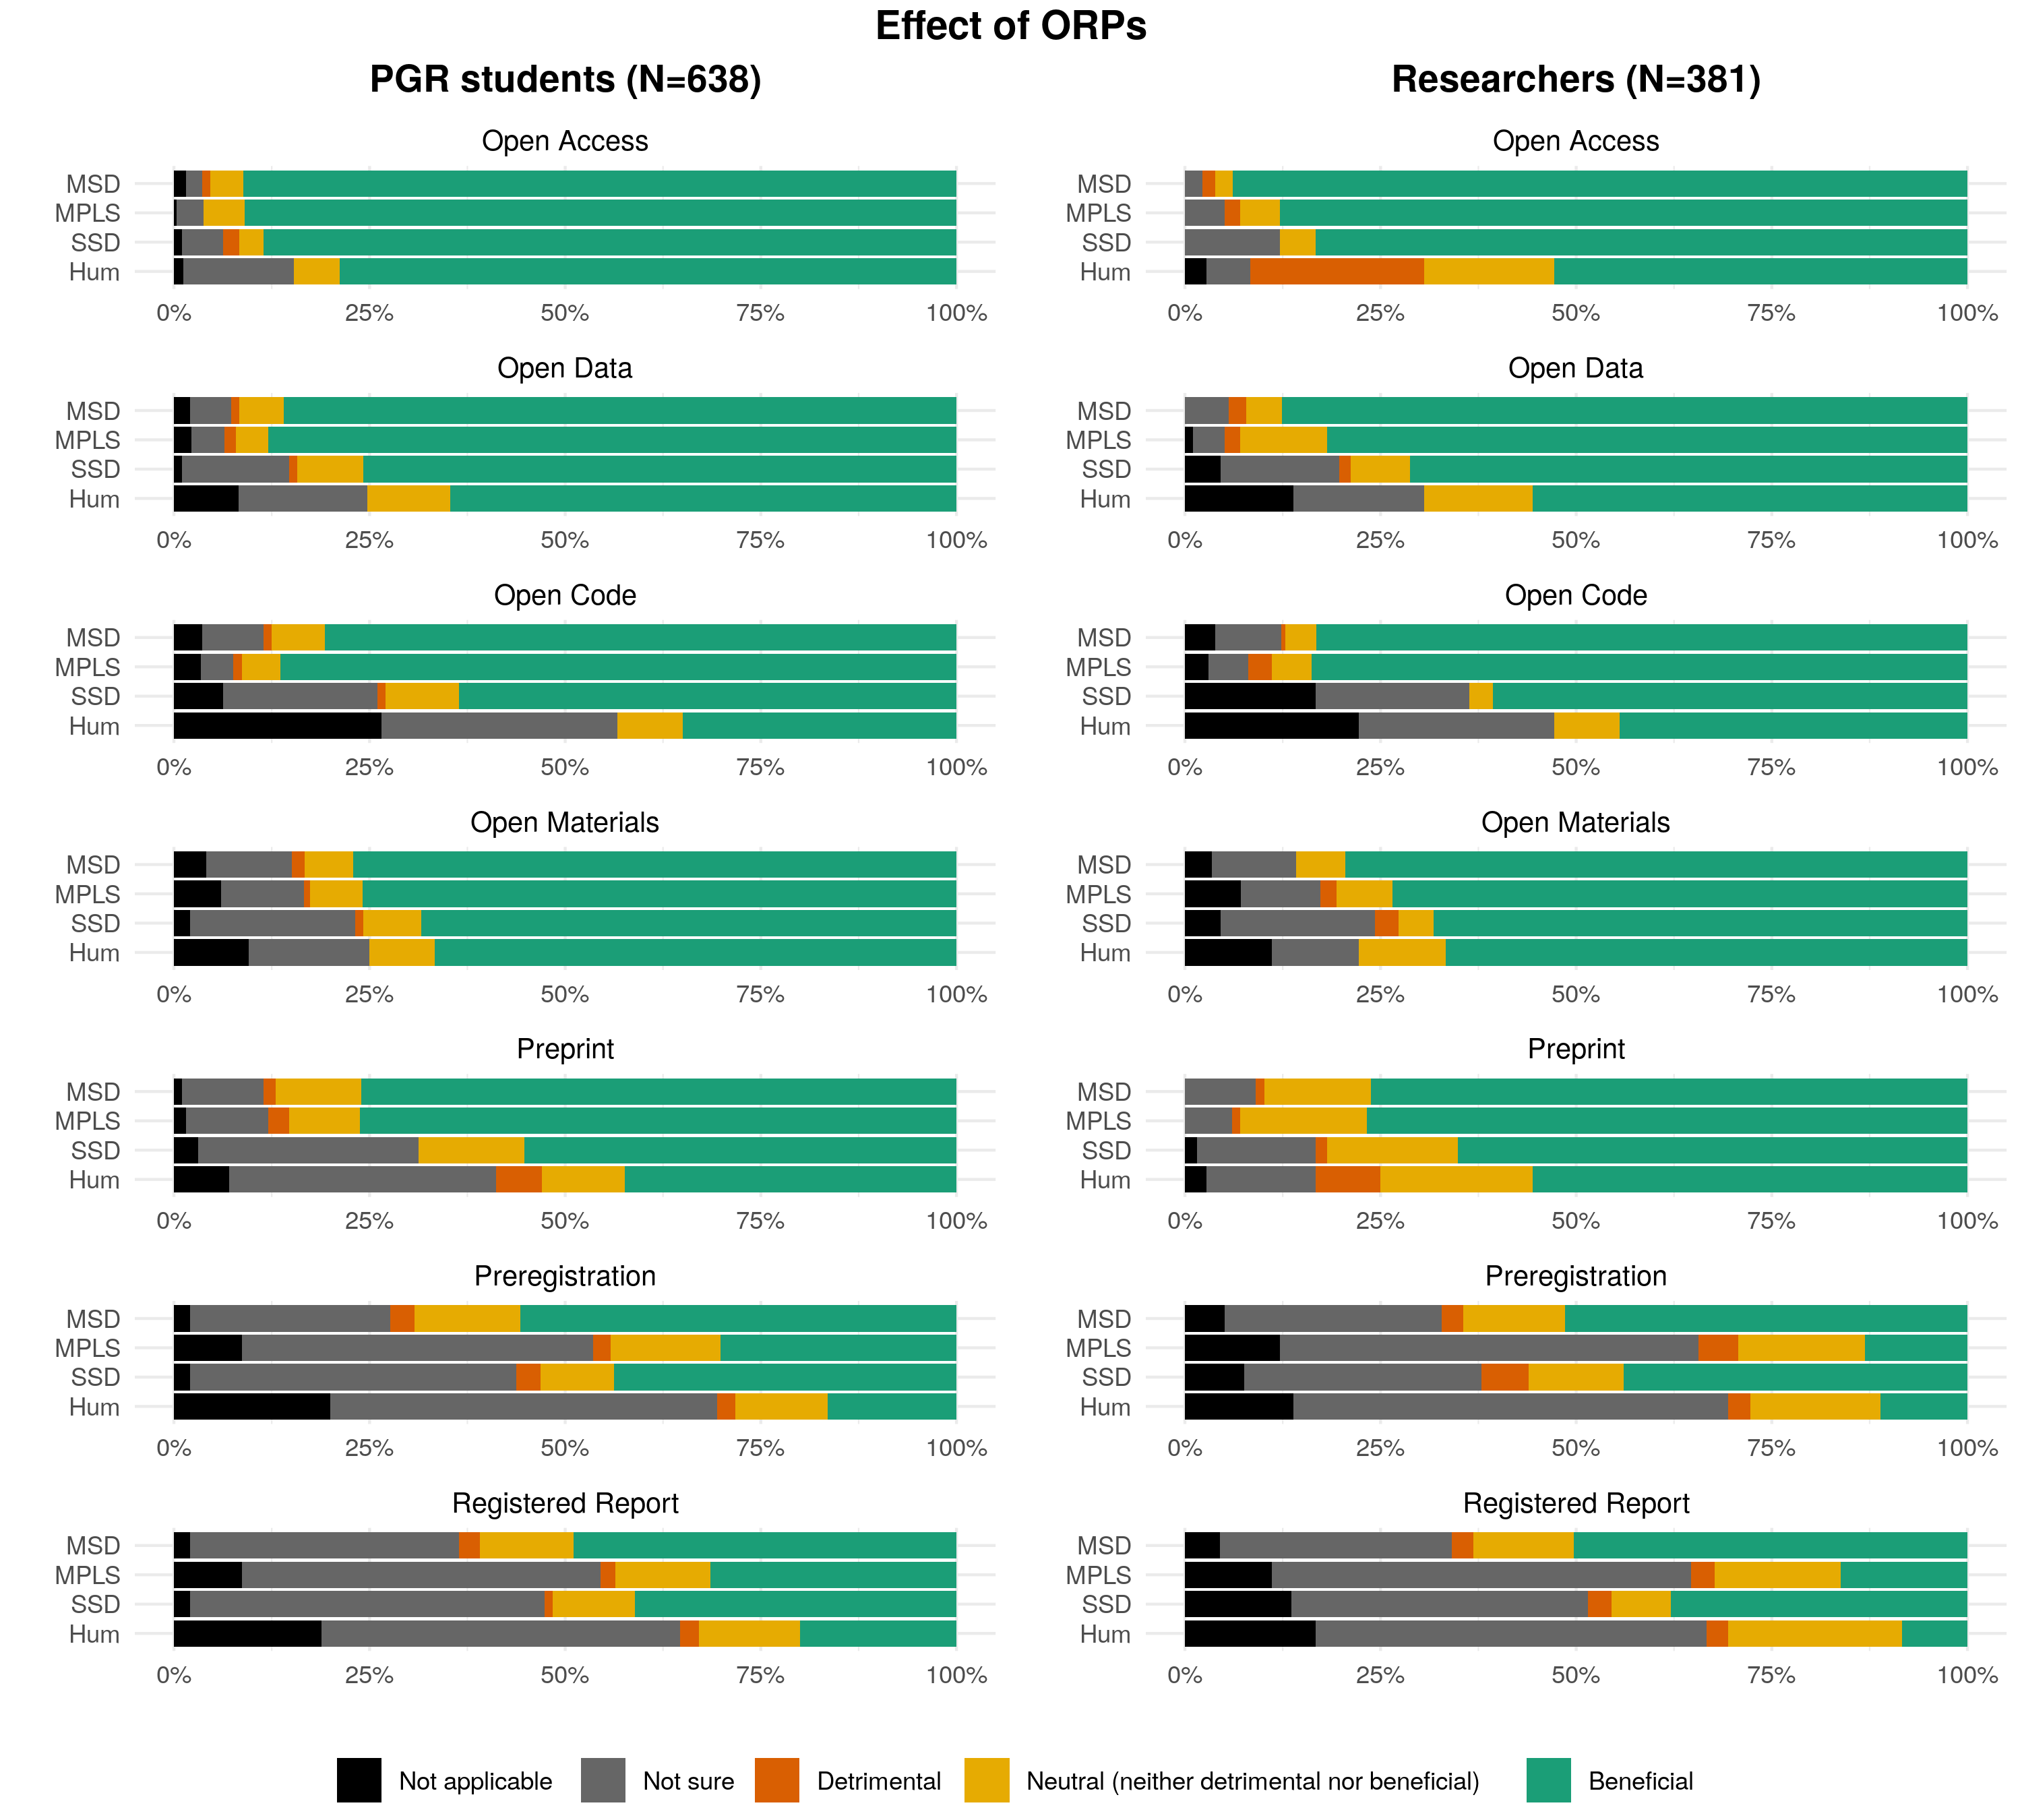 Effect of ORPs
PGR students (N=638)
Open Access
MSD
MPLS
SSD
Hum
0% 25% 50% 75% 100%
Open Data
MSD
MPLS
SSD
Hum
0% 25% 50% 75% 100%
Open Code
MSD
MPLS
SSD
Hum
0% 25% 50% 75% 100%
Open Materials
MSD
MPLS
SSD
Hum
0% 25% 50% 75% 100%
Preprint
MSD
MPLS
SSD
Hum
0% 25% 50% 75% 100%
Preregistration
MSD
MPLS
SSD
Hum
0% 25% 50% 75% 100%
Registered Report
MSD
MPLS
SSD
Hum
0% 25% 50% 75% 100%
Researchers (N=381)
Open Access
MSD
MPLS
SSD
Hum
0% 25% 50% 75% 100%
Open Data
MSD
MPLS
SSD
Hum
0% 25% 50% 75% 100%
Open Code
MSD
MPLS
SSD
Hum
0% 25% 50% 75% 100%
Open Materials
MSD
MPLS
SSD
Hum
0% 25% 50% 75% 100%
Preprint
MSD
MPLS
SSD
Hum
0% 25% 50% 75% 100%
Preregistration
MSD
MPLS
SSD
Hum
0% 25% 50% 75% 100%
Registered Report
MSD
MPLS
SSD
Hum
0% 25% 50% 75% 100%
Not applicable Not sure Detrimental Neutral (neither detrimental nor beneficial) Beneficial